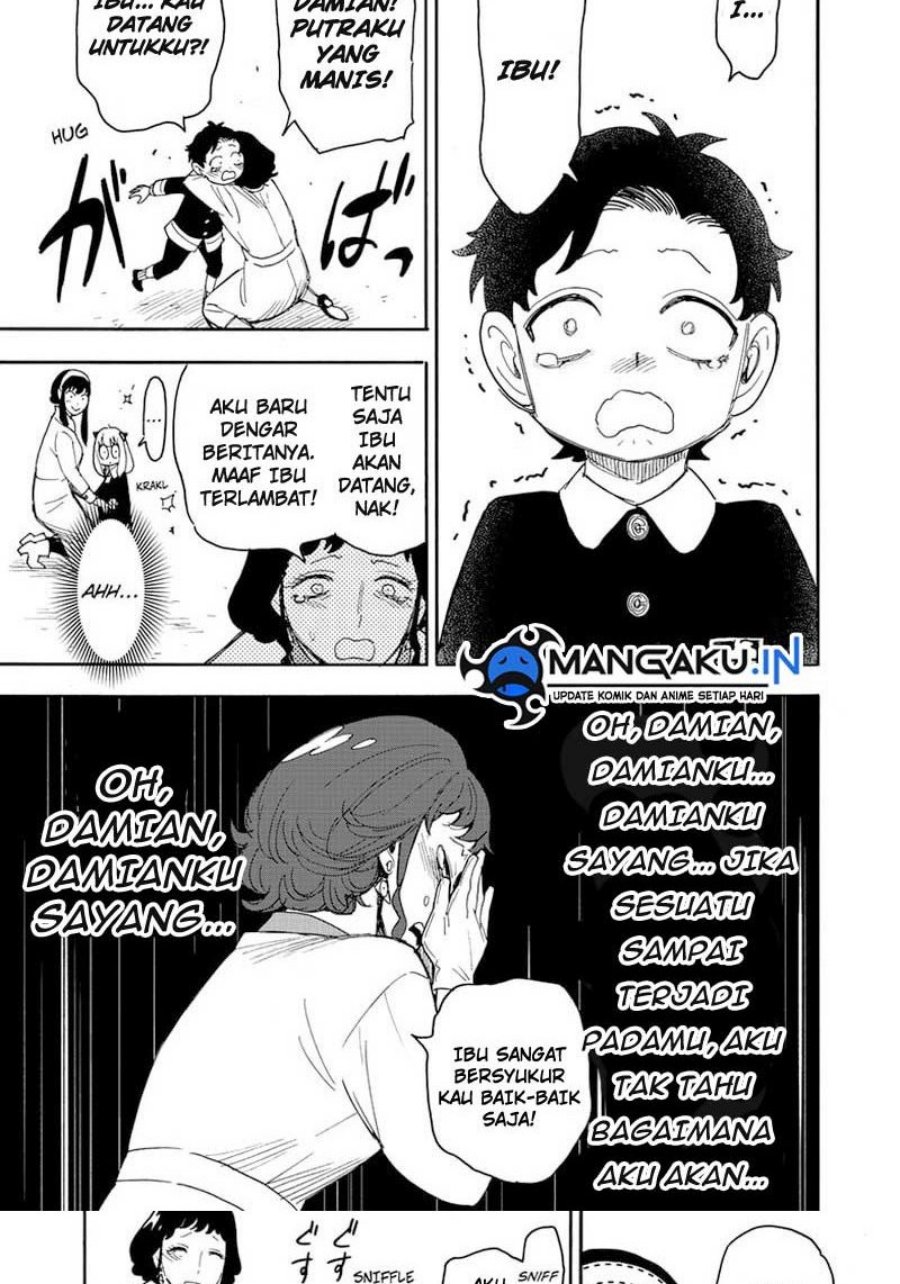 I...
IBU!
DAMIAN!
PUTRAKU
YANG
MANIS!
IBU... KAU
DATANG
UNTUKKU?!
HUG
がばっ
TENTU
SAJA
IBU
AKAN
DATANG,
NAK!
AKU BARU
DENGAR
BERITANYA.
MAAF IBU
TERLAMBAT!
....
KRAKL
AHH...
MANGAKU.IN
UPDATE KOMIK DAN ANIME SETIAP HARI
OH, DAMIAN,
DAMIANKU...
DAMIANKU
SAYANG... JIKA
SESUATU
SAMPAI
TERJADI
PADAMU, AKU
TAK TAHU
BAGAIMANA
AKU AKAN...
IBU SANGAT
BERSYUKUR
KAU BAIK-BAIK
SAJA!
OH,
DAMIAN,
DAMIANKU
SAYANG...
SNIFF
AKU
SNIFFLE